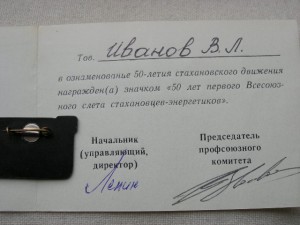 Тов. Иванов В.Л.
в ознаменование 50-летия стахановского движения
награжден(а) значком «50 лет первого Всесоюз-
ного слета стахановцев-энергетиков».
Начальник
(управляющий,
директор)
Председатель
профсоюзного
комитета